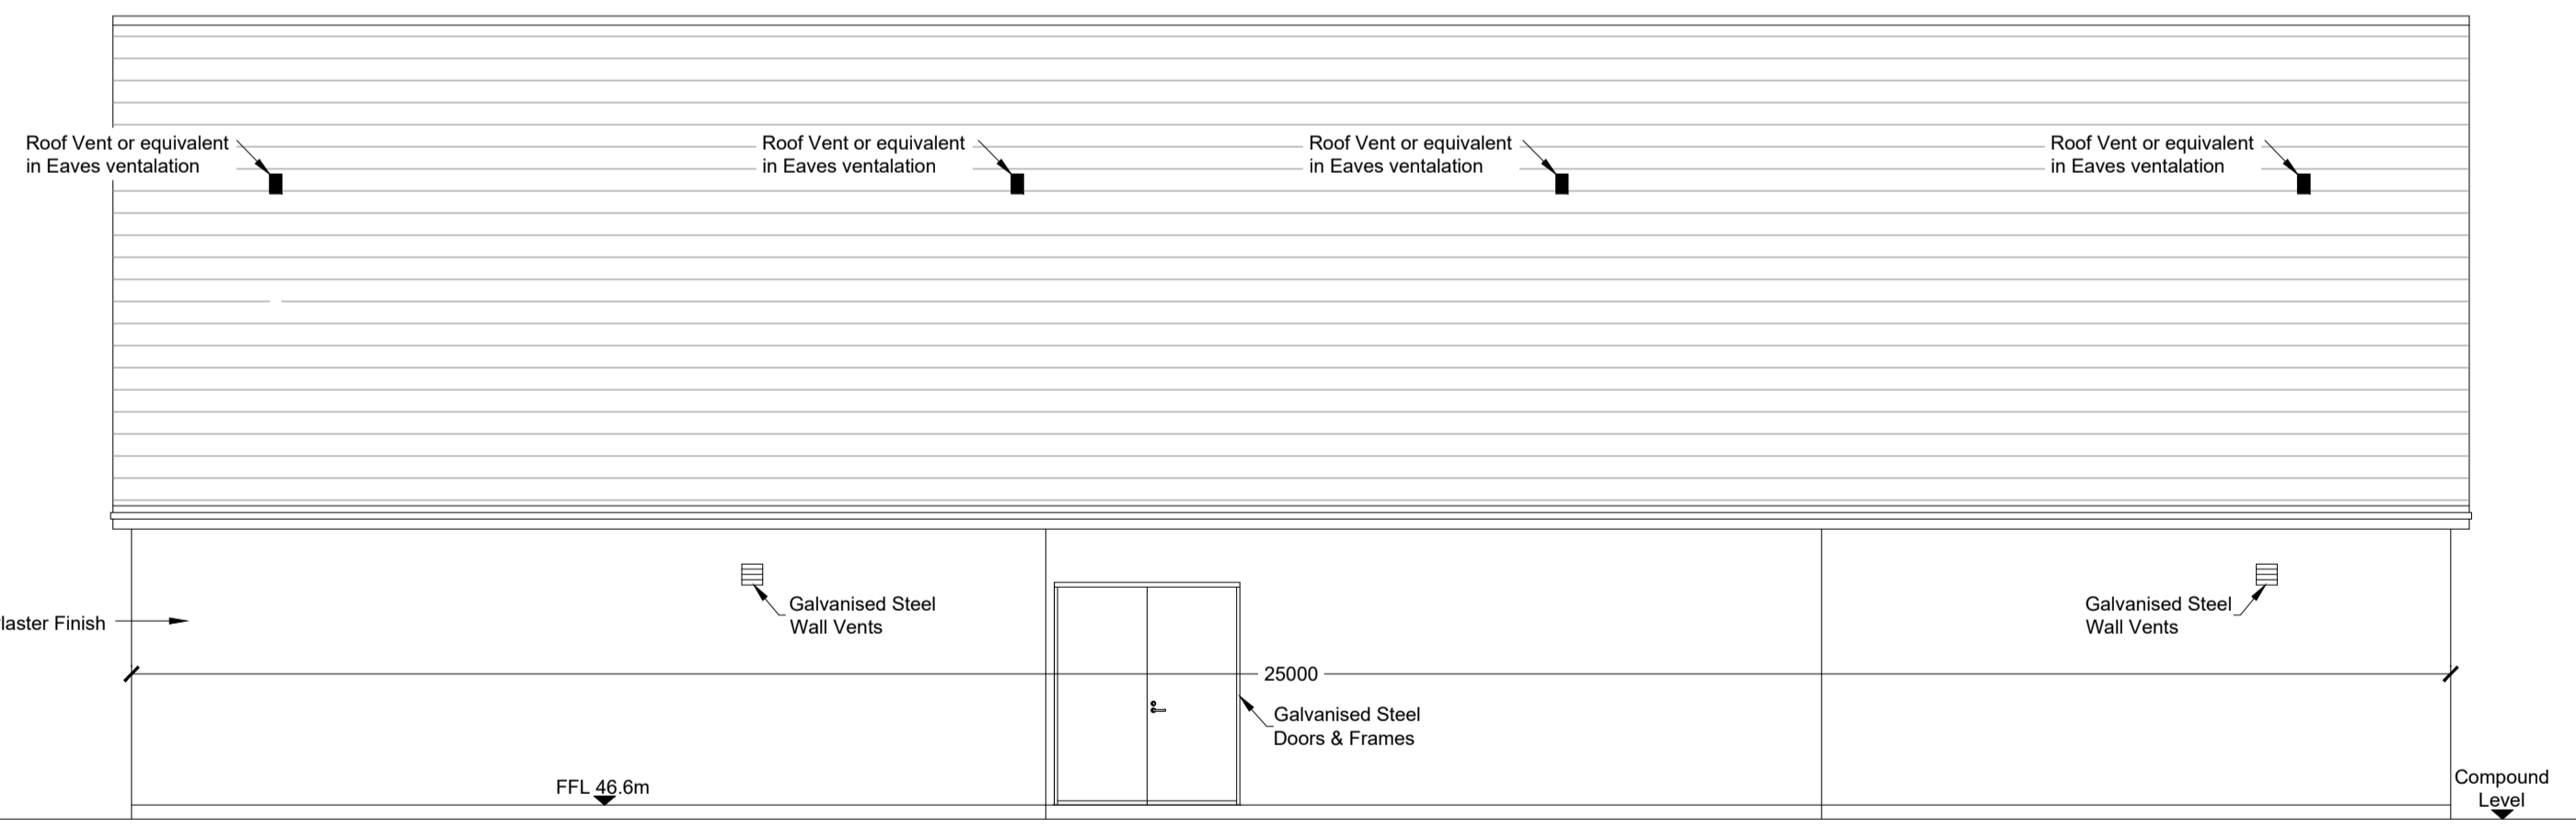 Roof Vent or equivalent
in Eaves ventalation
Roof Vent or equivalent
in Eaves ventalation
Roof Vent or equivalent
in Eaves ventalation
Roof Vent or equivalent
in Eaves ventalation
Galvanised Steel
Wall Vents
Galvanised Steel
Wall Vents
laster Finish
25000
Galvanised Steel
Doors & Frames
FFL 46.6m
Compound
Level